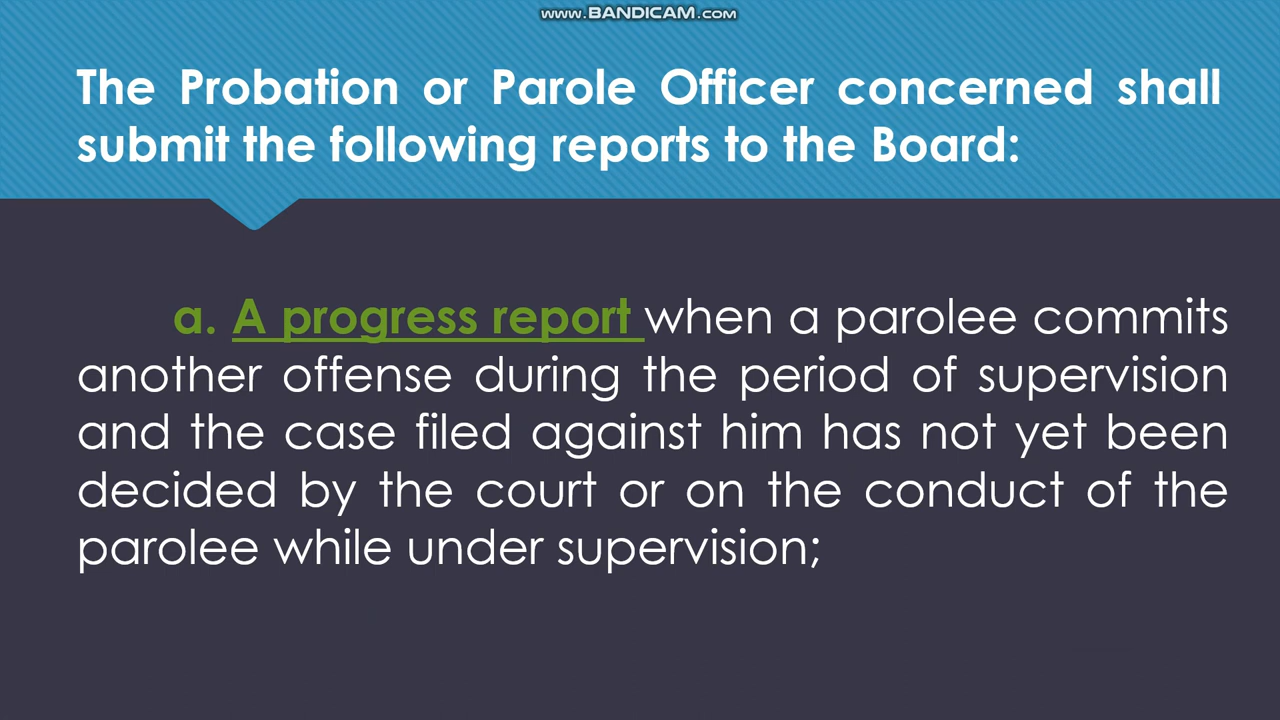 www.BANDICAM.com
The Probation or Parole Officer concerned shall
submit the following reports to the Board:
a. A progress report when a parolee commits
another offense during the period of supervision
and the case filed against him has not yet been
decided by the court or on the conduct of the
parolee while under supervision;